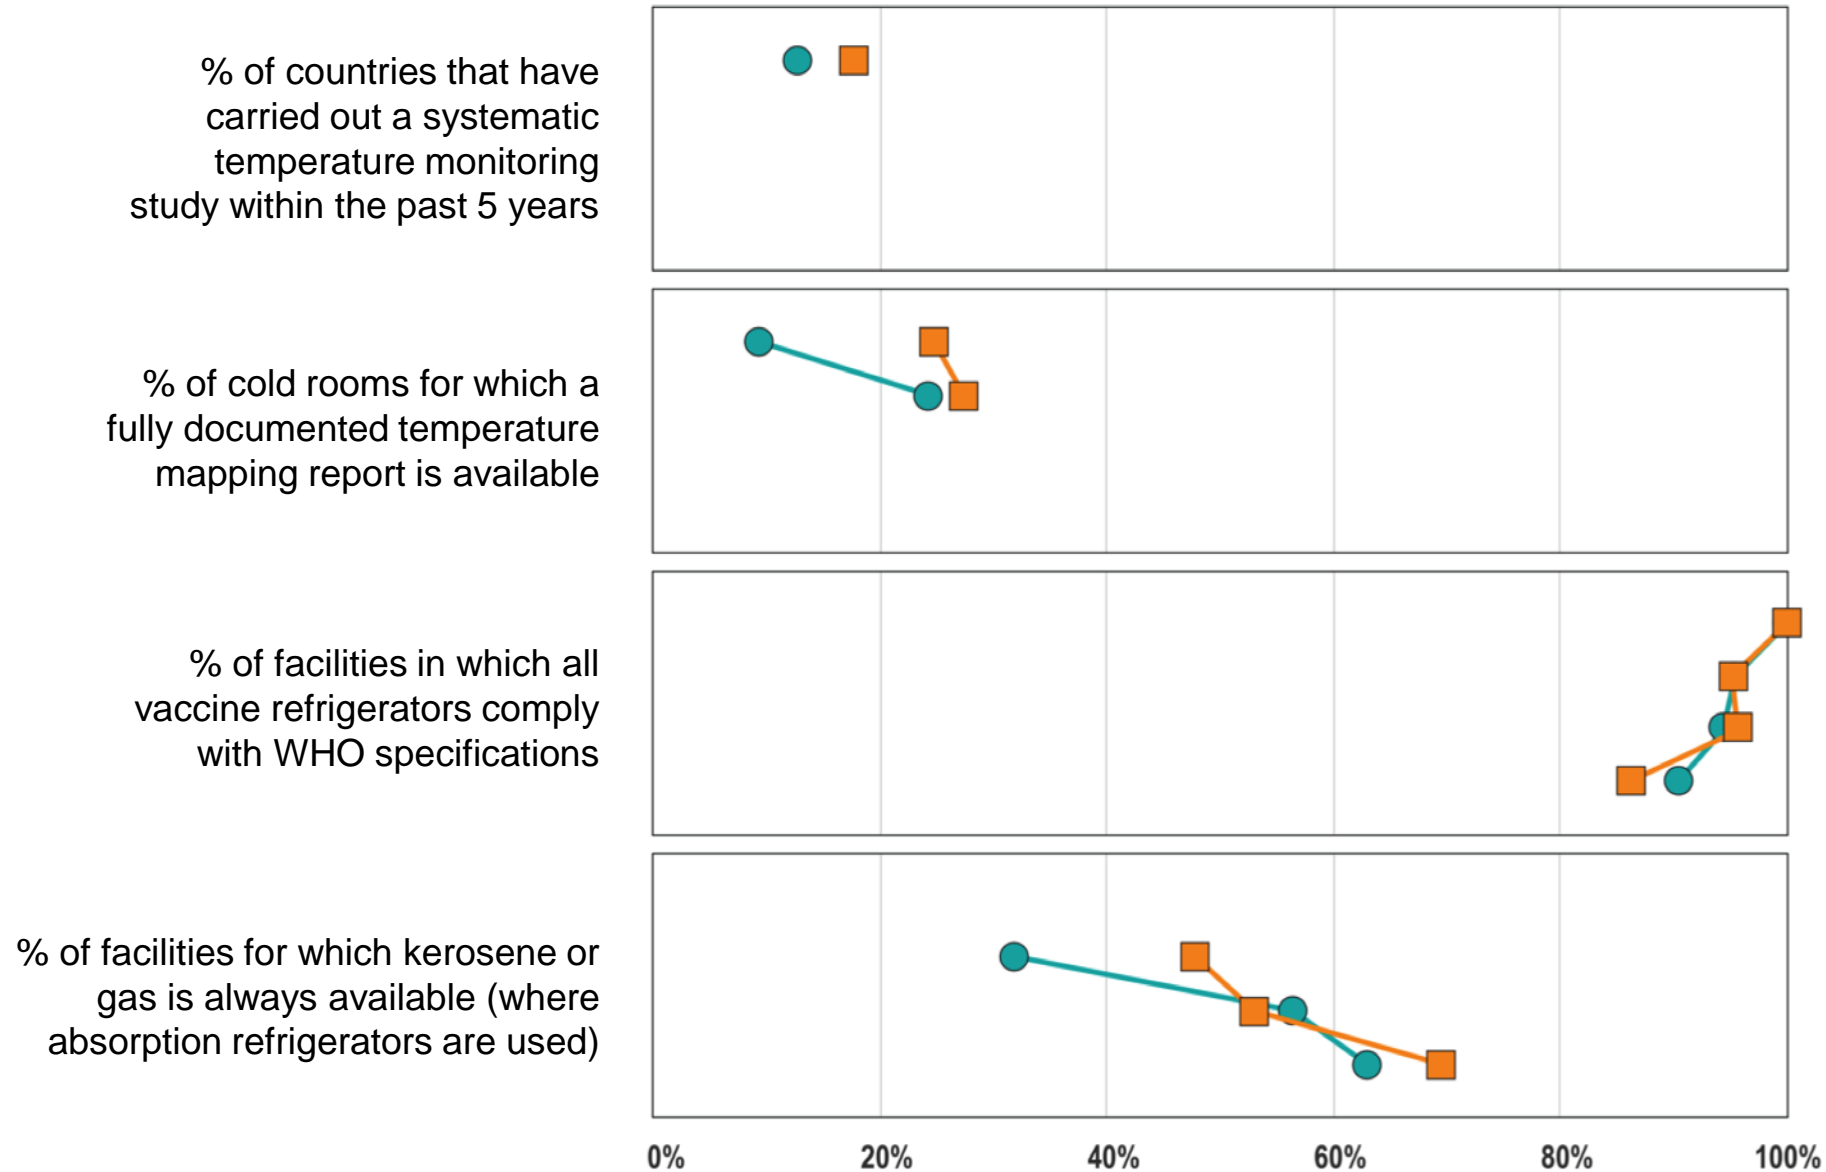 % of countries that have
carried out a systematic
temperature monitoring
study within the past 5 years
% of cold rooms for which a
fully documented temperature
mapping report is available
% of facilities in which all
vaccine refrigerators comply
with WHO specifications
% of facilities for which kerosene or
gas is always available (where
absorption refrigerators are used)
0% 20% 40% 60% 80% 100%